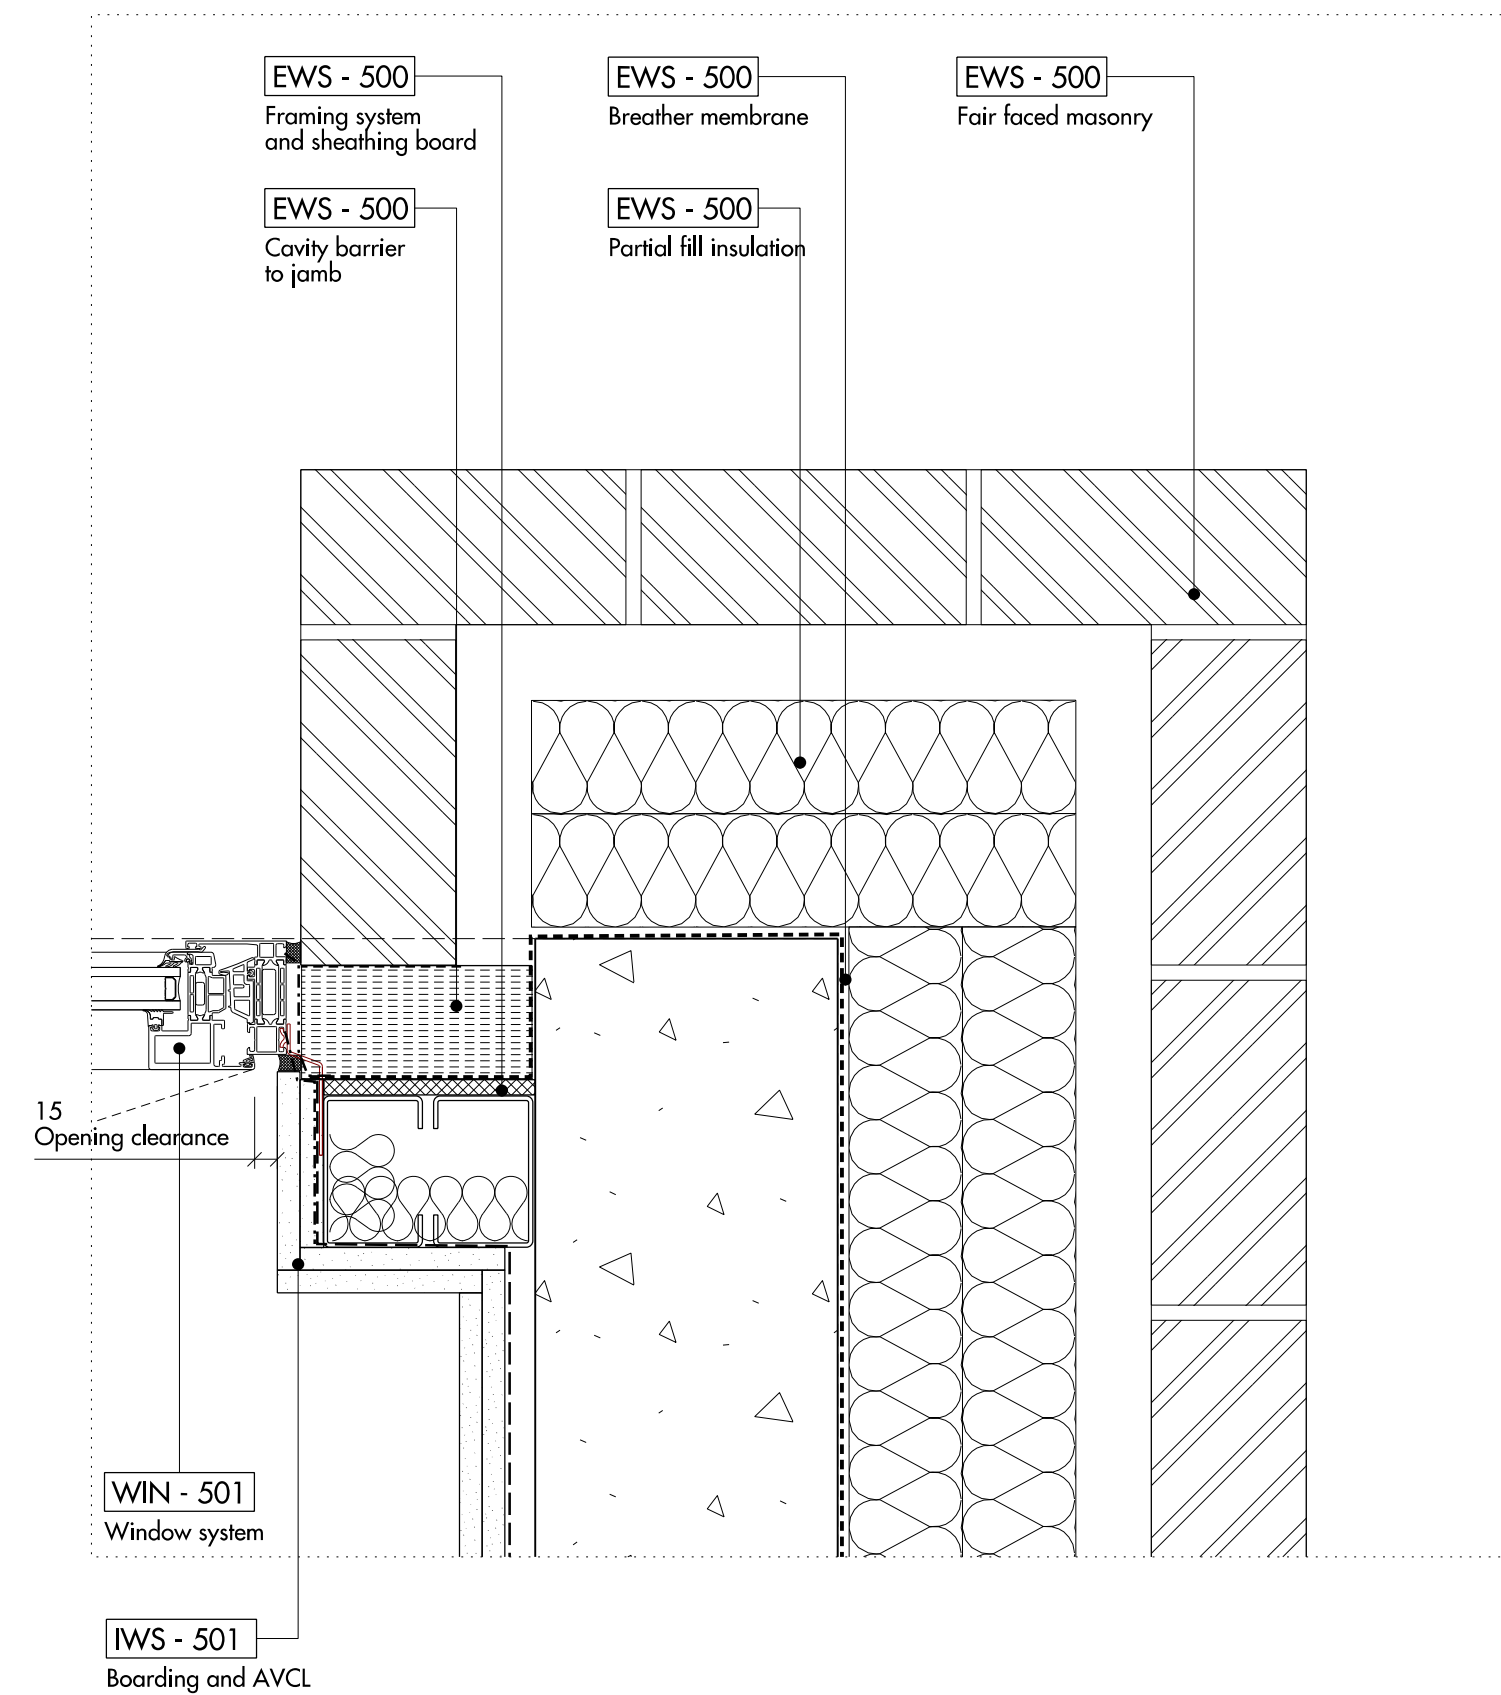 EWS - 500
Framing system
and sheathing board
EWS - 500
Breather membrane
EWS - 500
Fair faced masonry
EWS - 500
Cavity barrier
to jamb
EWS - 500
Partial fill insulation
15
Opening clearance
WIN - 501
Window system
IWS - 501
Boarding and AVCL